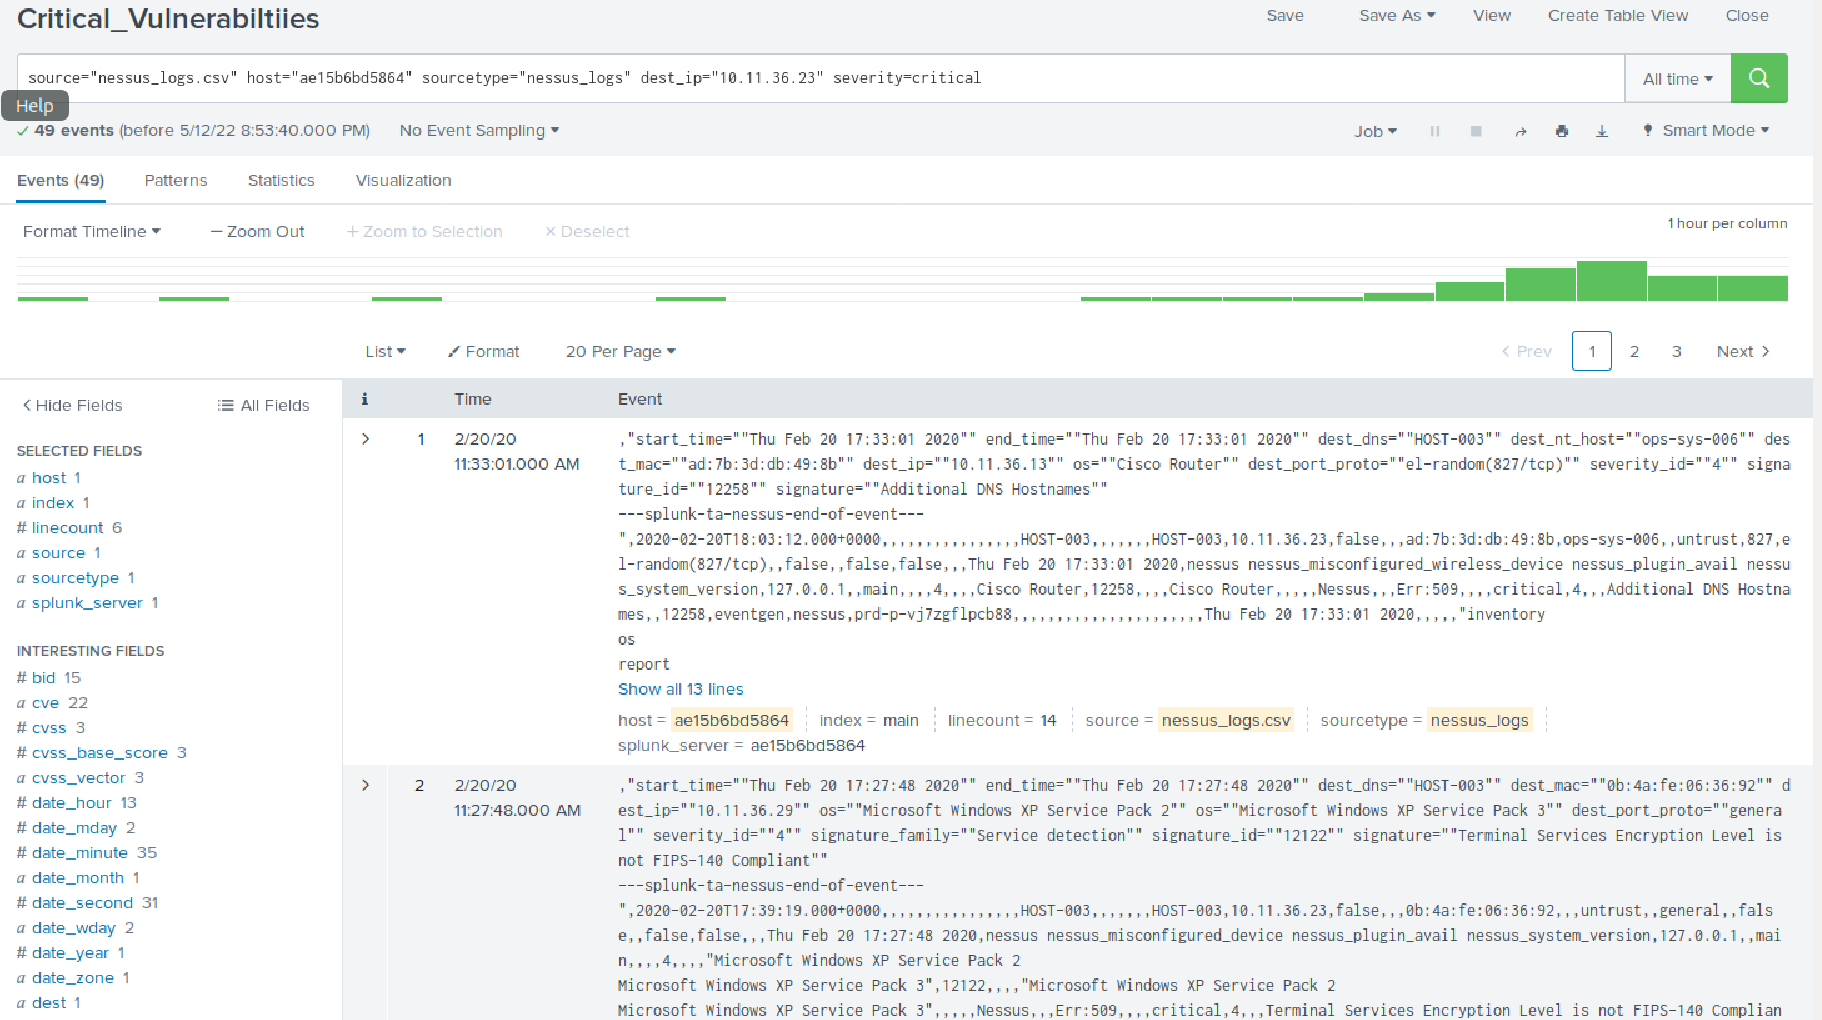 Critical_Vulnerabiltiies
Save Save As View Create Table View Close
source="nessus_logs.csv" host="ae15b6bd5864" sourcetype="nessus_logs" dest_ip="10.11.36.23" severity=critical
All time
Help
49 events (before 5/12/22 8:53:40.000 PM) No Event Sampling
Job Smart Mode
Events (49) Patterns Statistics Visualization
Format Timeline — Zoom Out + Zoom to Selection × Deselect
1 hour per column
List Format 20 Per Page
< Prev 1 2 3 Next >
< Hide Fields All Fields
SELECTED FIELDS
a host 1
a index 1
# linecount 6
a source 1
a sourcetype 1
a splunk_server 1
INTERESTING FIELDS
# bid 15
a cve 22
# cvss 3
# cvss_base_score 3
a cvss_vector 3
# date_hour 13
# date_mday 2
# date_minute 35
a date_month 1
# date_second 31
a date_wday 2
# date_year 1
a date_zone 1
a dest 1
i Time Event
> 1 2/20/20
11:33:01.000 AM
,"start_time=""Thu Feb 20 17:33:01 2020"" end_time=""Thu Feb 20 17:33:01 2020"" dest_dns=""HOST-003"" dest_nt_host=""ops-sys-006"" des
t_mac=""ad:7b:3d:db:49:8b"" dest_ip=""10.11.36.13"" os=""Cisco Router"" dest_port_proto=""el-random(827/tcp)"" severity_id=""4"" signa
ture_id=""12258"" signature=""Additional DNS Hostnames""
---splunk-ta-nessus-end-of-event---
",2020-02-20T18:03:12.000+0000,,,,,,,,,,,,,,,,HOST-003,,,,,,,HOST-003,10.11.36.23,false,,,ad:7b:3d:db:49:8b,ops-sys-006,,untrust,827,e
l-random(827/tcp),,false,,false,false,,,Thu Feb 20 17:33:01 2020,nessus nessus_misconfigured_wireless_device nessus_plugin_avail nessu
s_system_version,127.0.0.1,,main,,,,4,,,,Cisco Router,12258,,,,Cisco Router,,,,,Nessus,,,Err:509,,,,critical,4,,,Additional DNS Hostna
mes,,12258,eventgen,nessus,prd-p-vj7zgflpcb88,,,,,,,,,,,,,,,,,,,,,,Thu Feb 20 17:33:01 2020,,,,,"inventory
os
report
Show all 13 lines
host = ae15b6bd5864 index = main linecount = 14 source = nessus_logs.csv sourcetype = nessus_logs
splunk_server = ae15b6bd5864
> 2 2/20/20
11:27:48.000 AM
,"start_time=""Thu Feb 20 17:27:48 2020"" end_time=""Thu Feb 20 17:27:48 2020"" dest_dns=""HOST-003"" dest_mac=""0b:4a:fe:06:36:92"" d
est_ip=""10.11.36.29"" os=""Microsoft Windows XP Service Pack 2"" os=""Microsoft Windows XP Service Pack 3"" dest_port_proto=""genera
l"" severity_id=""4"" signature_family=""Service detection"" signature_id=""12122"" signature=""Terminal Services Encryption Level is
not FIPS-140 Compliant""
---splunk-ta-nessus-end-of-event---
",2020-02-20T17:39:19.000+0000,,,,,,,,,,,,,,,,HOST-003,,,,,,,HOST-003,10.11.36.23,false,,,0b:4a:fe:06:36:92,,,untrust,,general,,fals
e,,false,false,,,Thu Feb 20 17:27:48 2020,nessus nessus_misconfigured_device nessus_plugin_avail nessus_system_version,127.0.0.1,,mai
n,,,,4,,,,"Microsoft Windows XP Service Pack 2
Microsoft Windows XP Service Pack 3",12122,,,,"Microsoft Windows XP Service Pack 2
Microsoft Windows XP Service Pack 3",,,,,Nessus,,,Err:509,,,,critical,4,,,Terminal Services Encryption Level is not FIPS-140 Complian